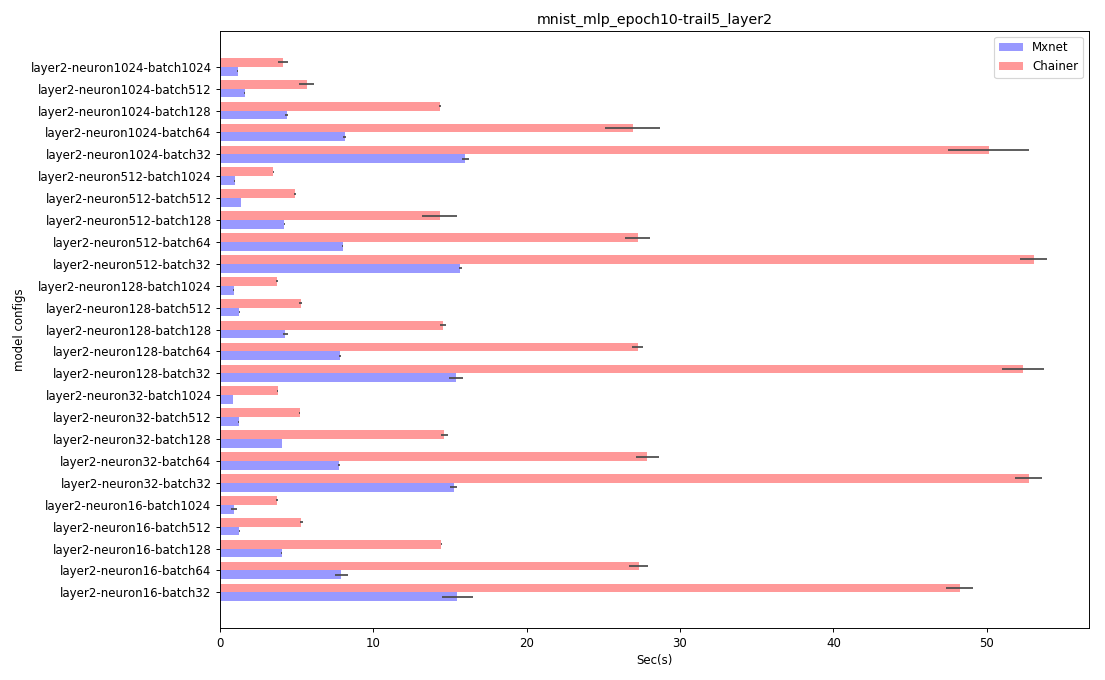 mnist_mlp_epoch10-trail5_layer2
Mxnet
Chainer
model configs
layer2-neuron1024-batch1024
layer2-neuron1024-batch512
layer2-neuron1024-batch128
layer2-neuron1024-batch64
layer2-neuron1024-batch32
layer2-neuron512-batch1024
layer2-neuron512-batch512
layer2-neuron512-batch128
layer2-neuron512-batch64
layer2-neuron512-batch32
layer2-neuron128-batch1024
layer2-neuron128-batch512
layer2-neuron128-batch128
layer2-neuron128-batch64
layer2-neuron128-batch32
layer2-neuron32-batch1024
layer2-neuron32-batch512
layer2-neuron32-batch128
layer2-neuron32-batch64
layer2-neuron32-batch32
layer2-neuron16-batch1024
layer2-neuron16-batch512
layer2-neuron16-batch128
layer2-neuron16-batch64
layer2-neuron16-batch32
0 10 20 30 40 50
Sec(s)